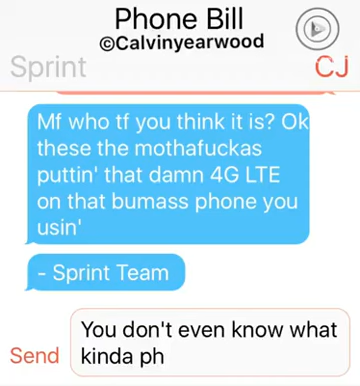 Phone Bill
©Calvinyearwood
Sprint
CJ
Mf who tf you think it is? Ok
these the mothafuckas
puttin' that damn 4G LTE
on that bumass phone you
usin'
- Sprint Team
You don't even know what
Send
kinda ph